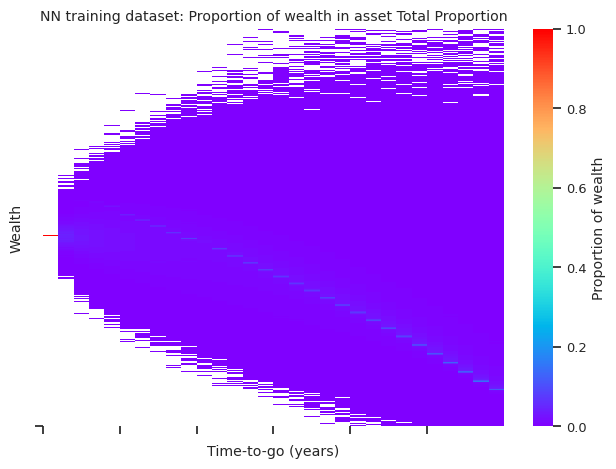 NN training dataset: Proportion of wealth in asset Total Proportion
Wealth
Time-to-go (years)
1.0
0.8
0.6
0.4
0.2
0.0
Proportion of wealth